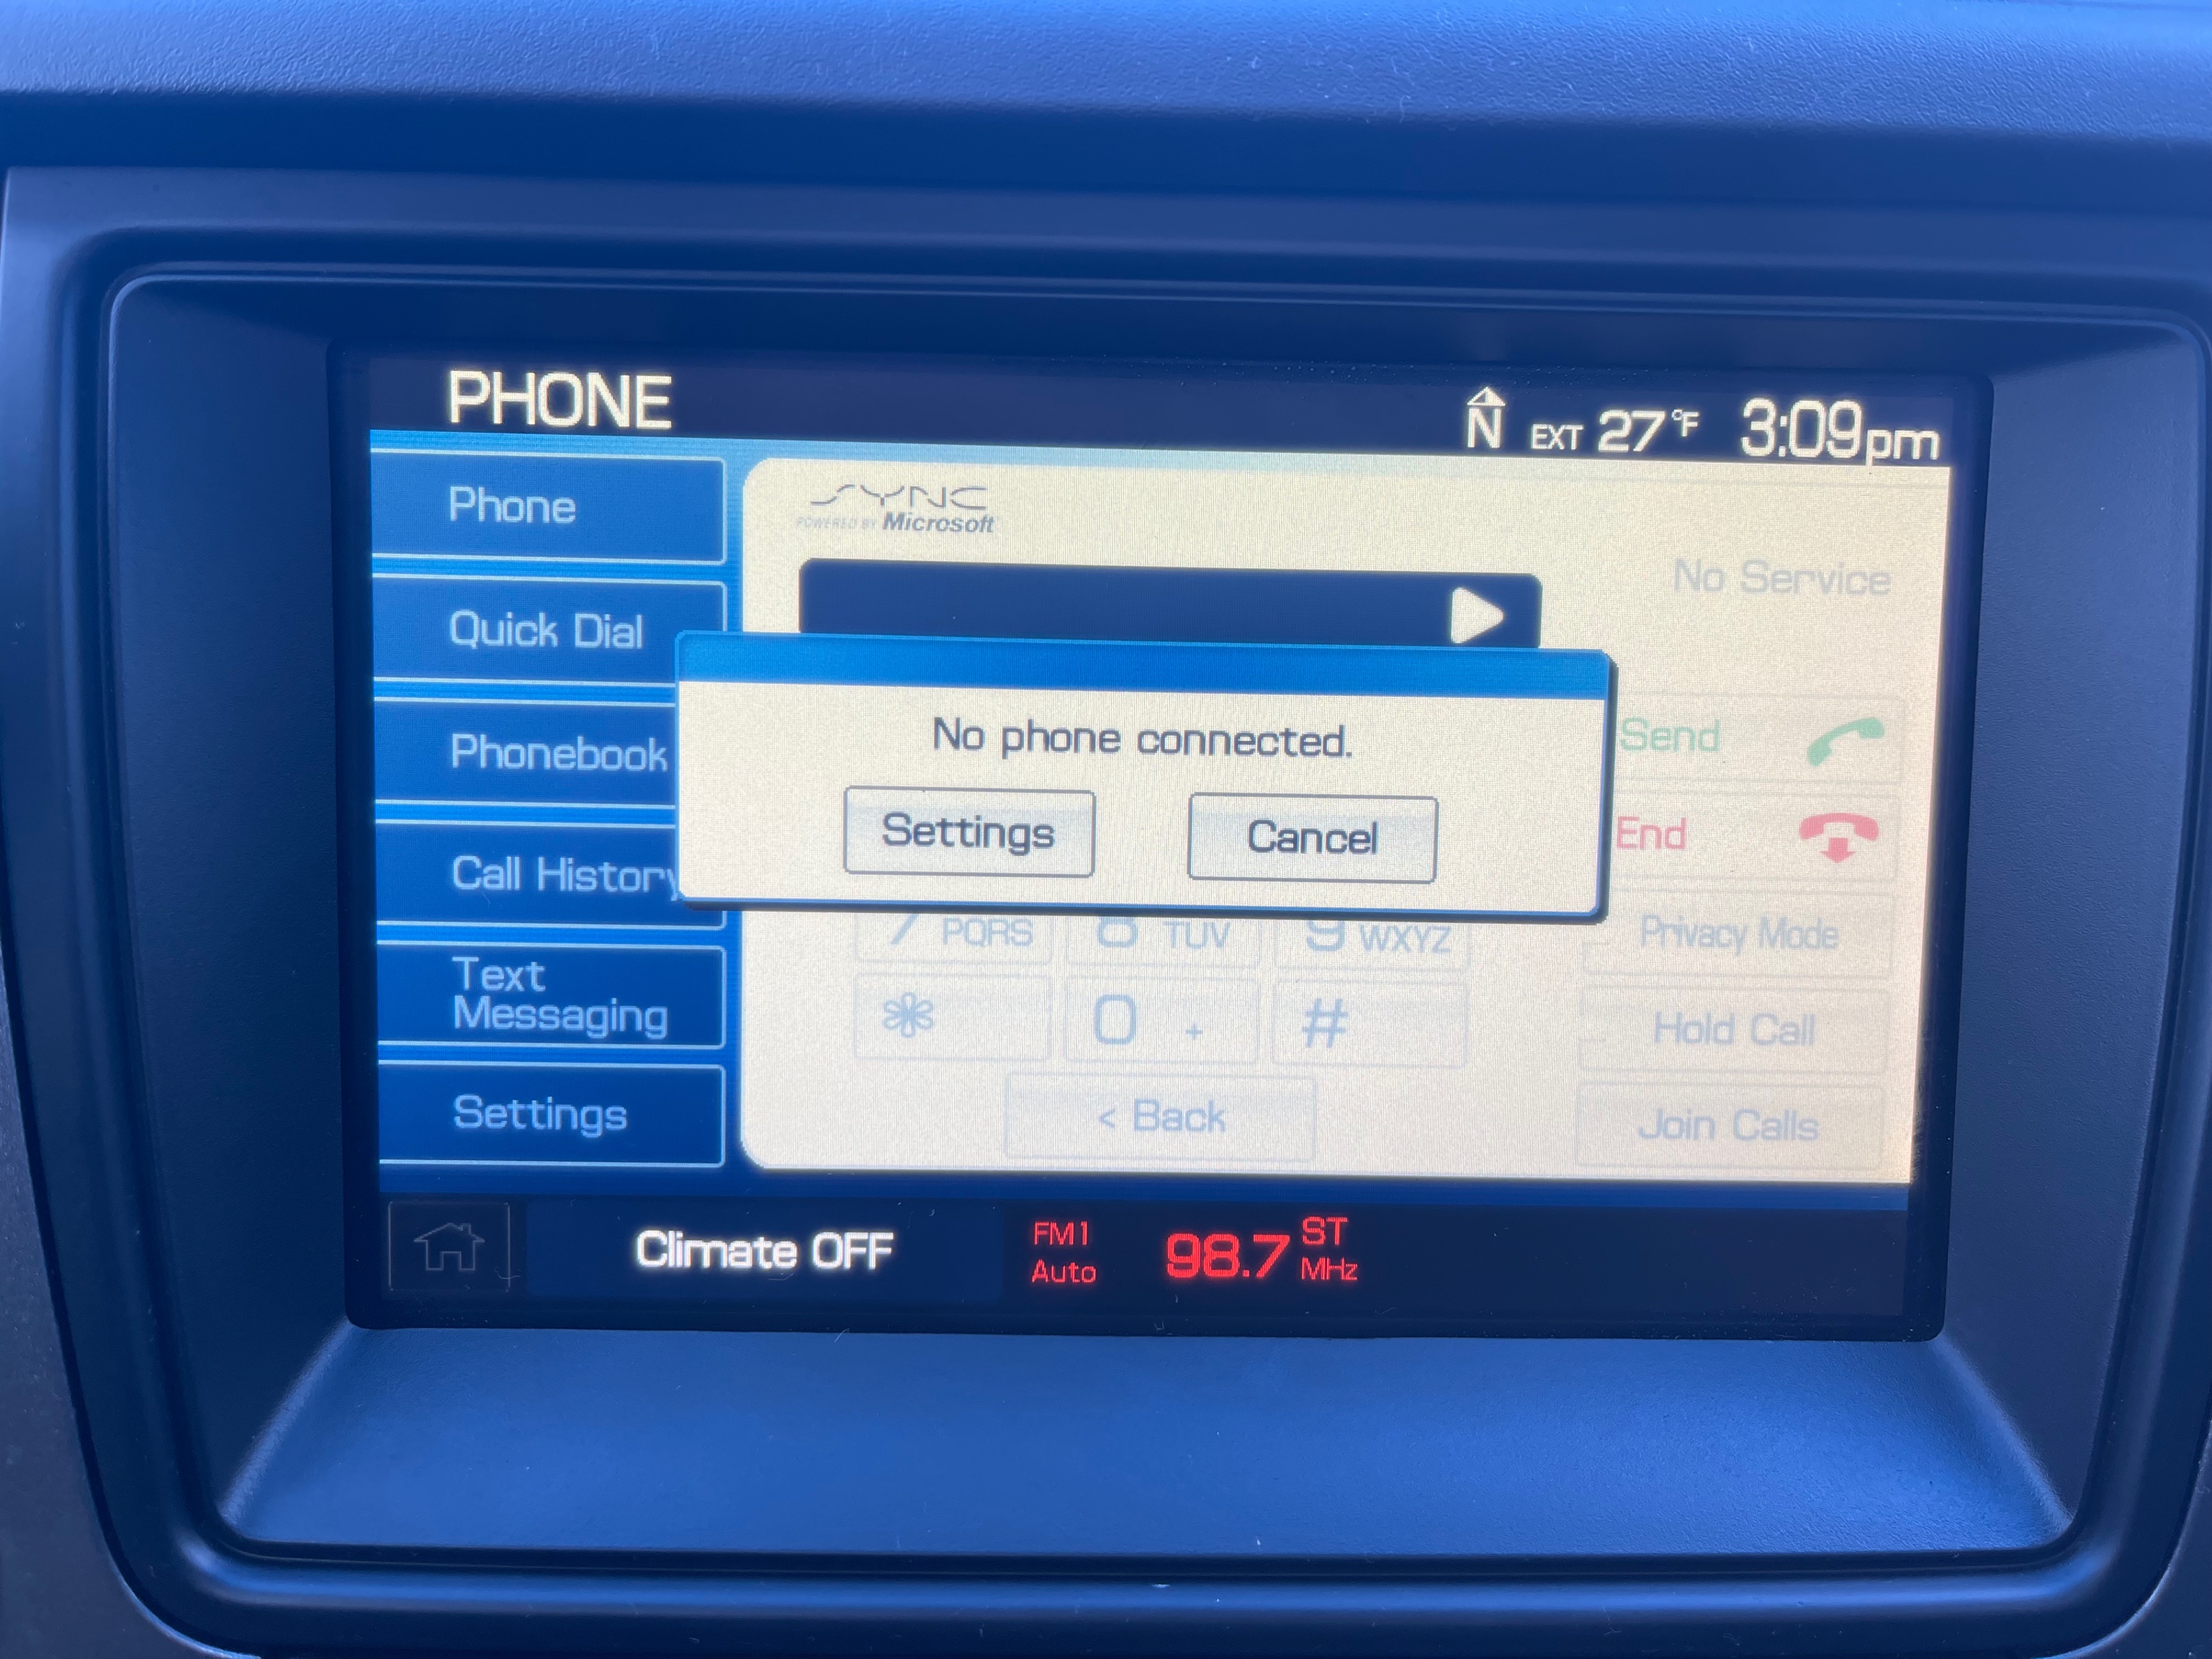 PHONE
N EXT 27°F 3:09pm
Phone
Quick Dial
Phonebook
Call History
Text
Messaging
Settings
SYNC
POWERED BY Microsoft
No Service
No phone connected.
Settings Cancel
Send
End
7 PQRS 8 TUV 9 WXYZ
* 0 + #
< Back
Privacy Mode
Hold Call
Join Calls
Climate OFF
FM1
Auto
98.7 ST
MHz